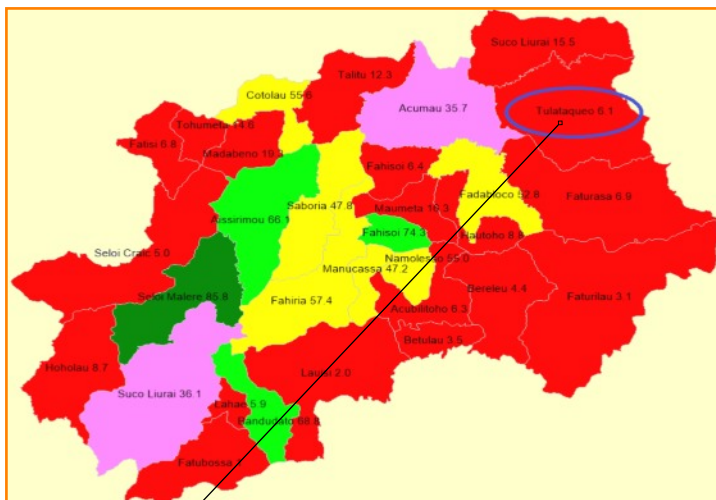 Suco Liurai 15.5
Talitu 12.3
Cotolau 55.6
Acumau 35.7
Tulataqueo 6.1
Tohumeta 14.6
Fatisi 6.8
Madabeno 19.3
Fahisoi 6.4
Fadabloco 52.8
Faturasa 6.9
Aissirimou 66.1
Saboria 47.8
Maumeta 16.3
Fahisoi 74.3
Hautoho 8.8
Seloi Craic 5.0
Namolesso 55.0
Manucassa 47.2
Seloi Malere 85.8
Bereleu 4.4
Fahiria 57.4
Acubilitoho 6.3
Faturilau 3.1
Betulau 3.5
Hoholau 8.7
Lausi 2.0
Suco Liurai 36.1
Lahae 5.9
Bandudato 68.8
Fatubossa